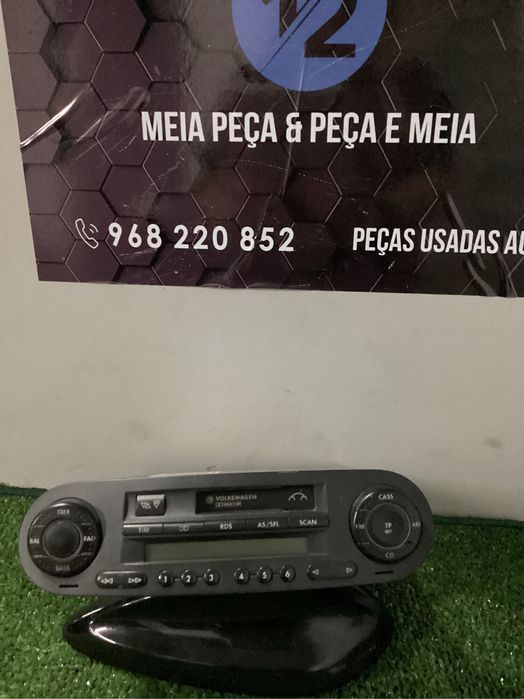 1/2
MEIA PEÇA & PEÇA E MEIA
968 220 852
PEÇAS USADAS AU
VOLKSWAGEN
TREB
BAL
FAD
BASS
RDS
AS/SFL
SCAN
CASS
FM
TP
AM
CD
1
2
3
4
5
6